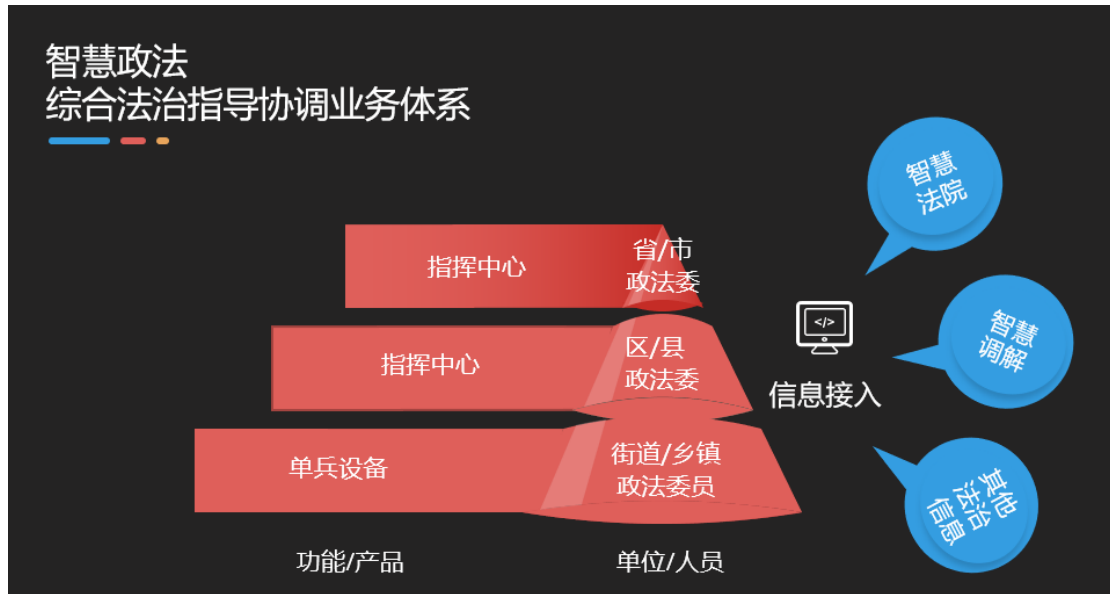 智慧政法
综合法治指导协调业务体系
指挥中心
省/市
政法委
指挥中心
区/县
政法委
单兵设备
街道/乡镇
政法委员
功能/产品
单位/人员
</>
信息接入
智慧
法院
智慧
调解
其他
法治
信息